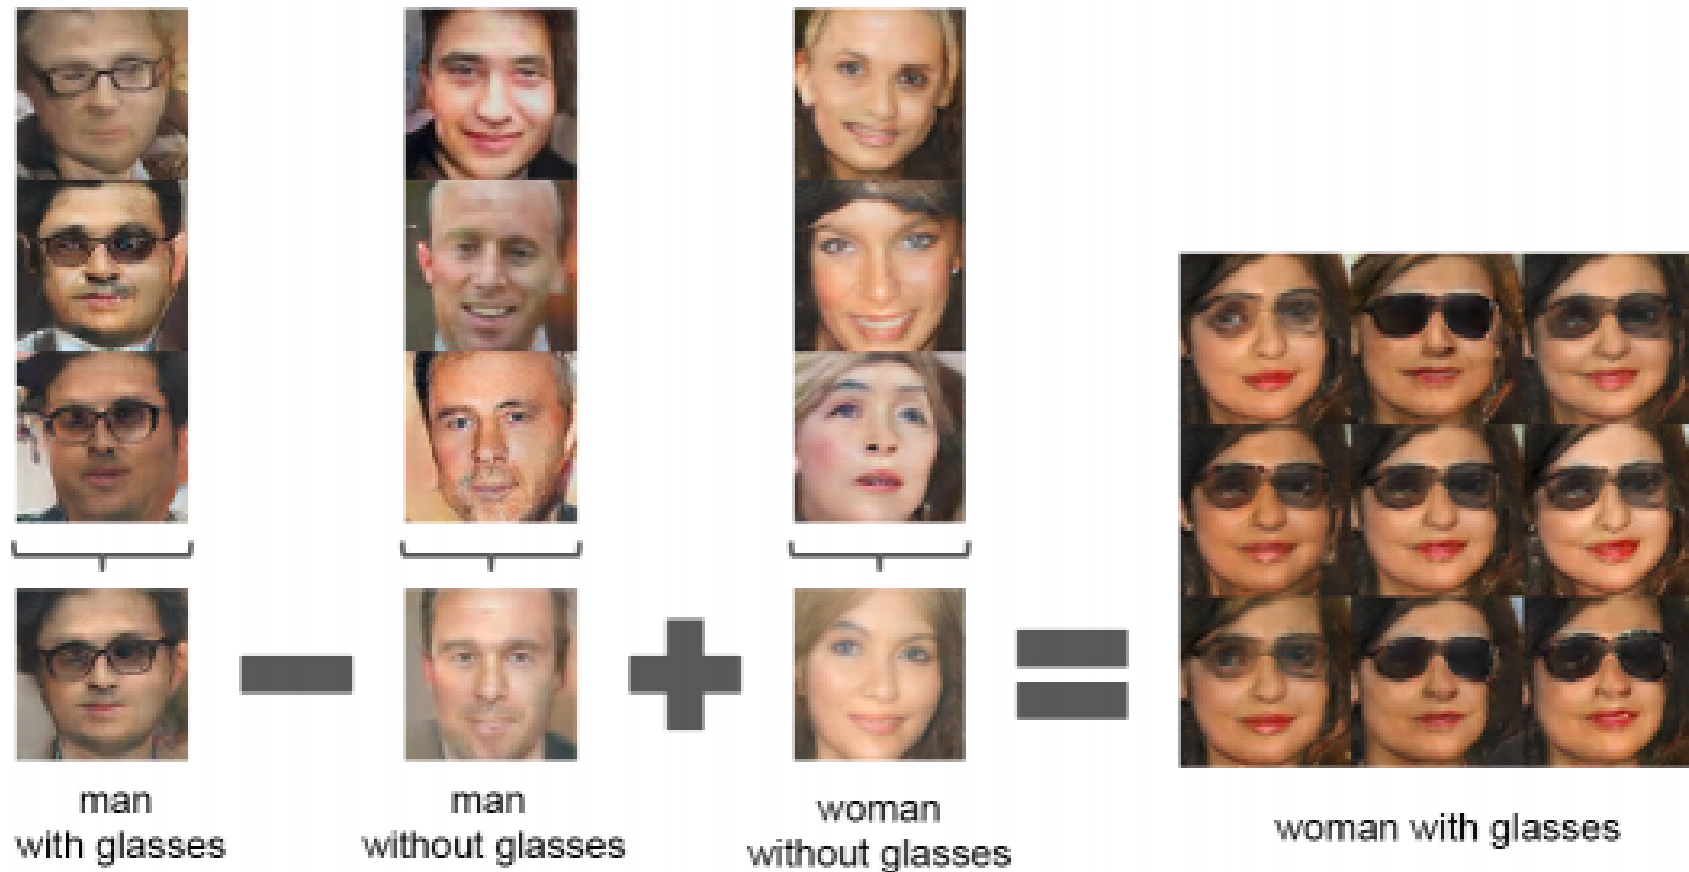 man
with glasses
man
without glasses
woman
without glasses
woman with glasses